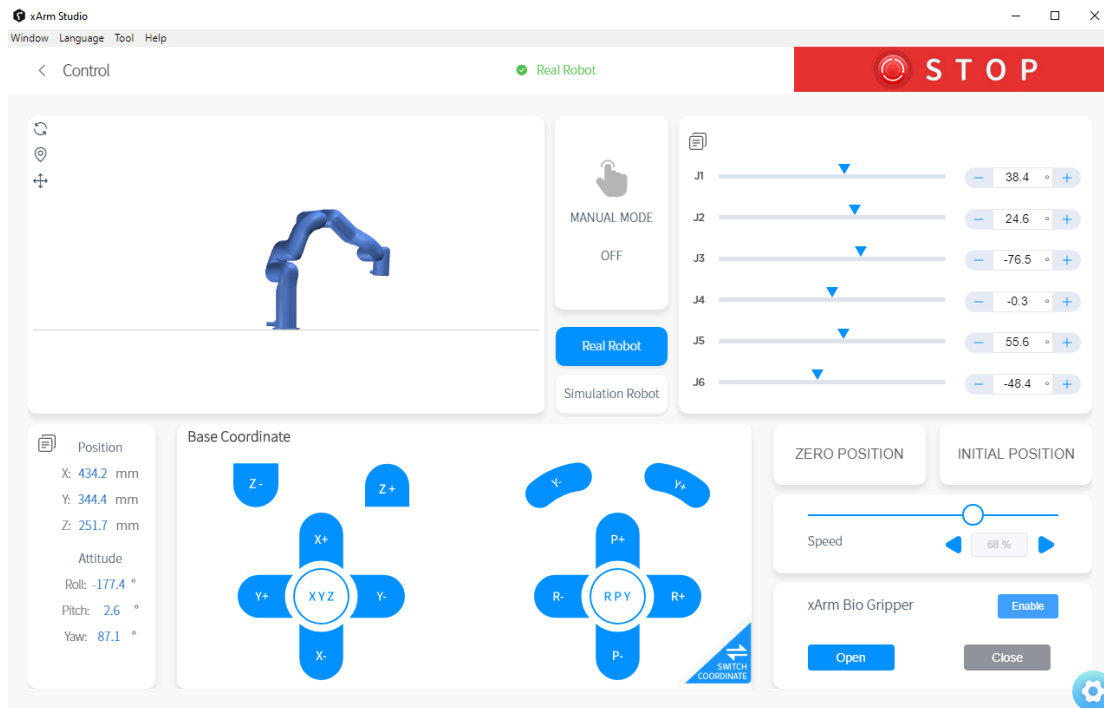 xArm Studio
Window Language Tool Help
Control
Real Robot
STOP
MANUAL MODE
OFF
Real Robot
Simulation Robot
J1 − 38.4 ° +
J2 − 24.6 ° +
J3 − -76.5 ° +
J4 − -0.3 ° +
J5 − 55.6 ° +
J6 − -48.4 ° +
Position
X: 434.2 mm
Y: 344.4 mm
Z: 251.7 mm
Attitude
Roll: -177.4 °
Pitch: 2.6 °
Yaw: 87.1 °
Base Coordinate
Z -
Z +
X+
Y+ XYZ Y-
X-
Y-
Y+
P+
R- RPY R+
P-
SWITCH
COORDINATE
ZERO POSITION
INITIAL POSITION
Speed
68 %
xArm Bio Gripper
Enable
Open
Close